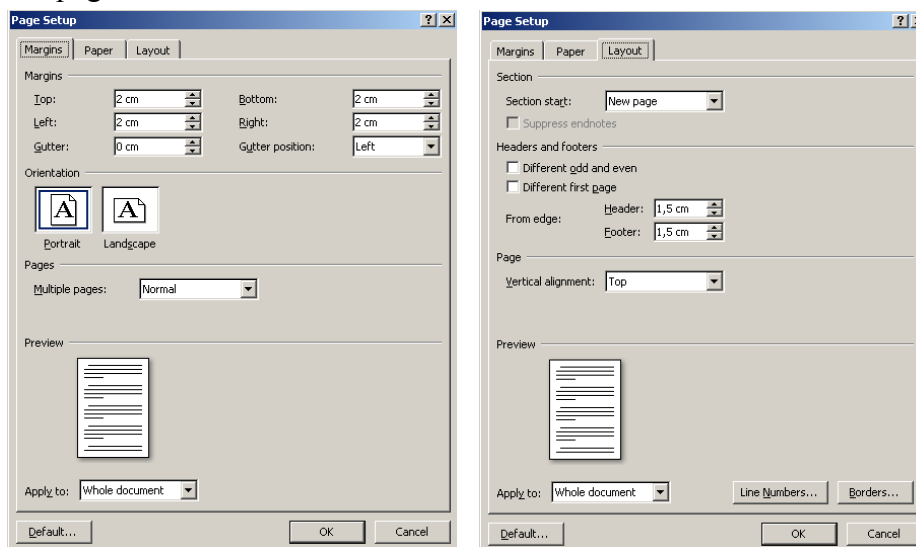 Page Setup
Margins Paper Layout
Margins
Top: 2 cm Bottom: 2 cm
Left: 2 cm Right: 2 cm
Gutter: 0 cm Gutter position: Left
Orientation
A A
Portrait Landscape
Pages
Multiple pages: Normal
Preview
Apply to: Whole document
Default... OK Cancel
Page Setup
Margins Paper Layout
Section
Section start: New page
Suppress endnotes
Headers and footers
Different odd and even
Different first page
From edge: Header: 1,5 cm
Footer: 1,5 cm
Page
Vertical alignment: Top
Preview
Apply to: Whole document Line Numbers... Borders...
Default... OK Cancel